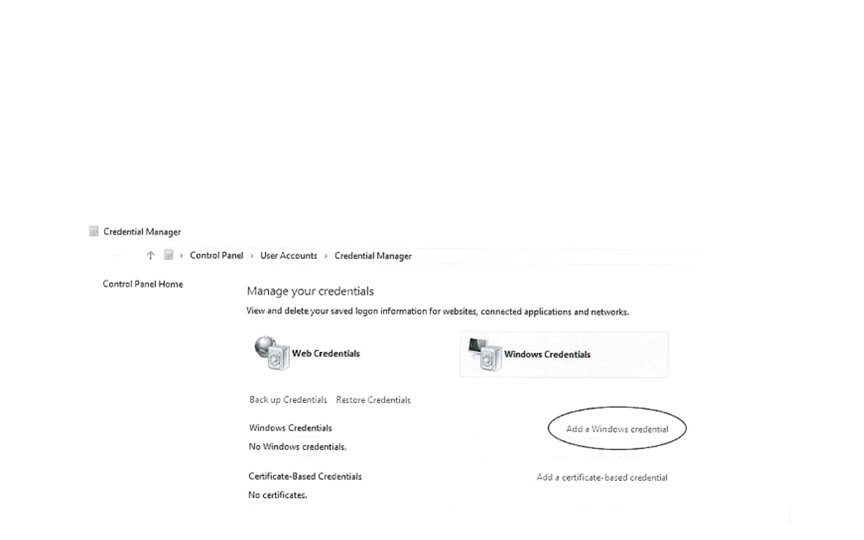 Credential Manager
Control Panel > User Accounts > Credential Manager
Control Panel Home
Manage your credentials
View and delete your saved logon information for websites, connected applications and networks.
Web Credentials
Windows Credentials
Back up Credentials Restore Credentials
Windows Credentials
Add a Windows credential
No Windows credentials.
Certificate-Based Credentials
Add a certificate-based credential
No certificates.